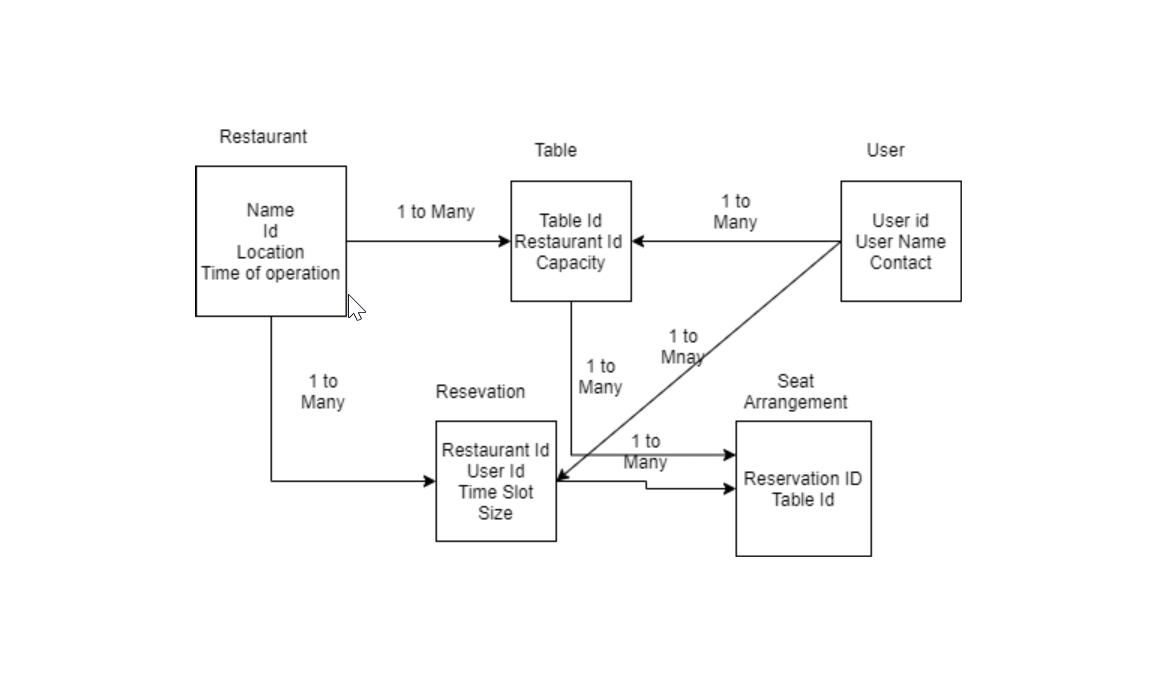 Restaurant
Table
User
Name
Id
Location
Time of operation
1 to Many
Table Id
Restaurant Id
Capacity
1 to
Many
User id
User Name
Contact
1 to
Many
Resevation
1 to
Many
1 to
Mnay
Seat
Arrangement
Restaurant Id
User Id
Time Slot
Size
1 to
Many
Reservation ID
Table Id